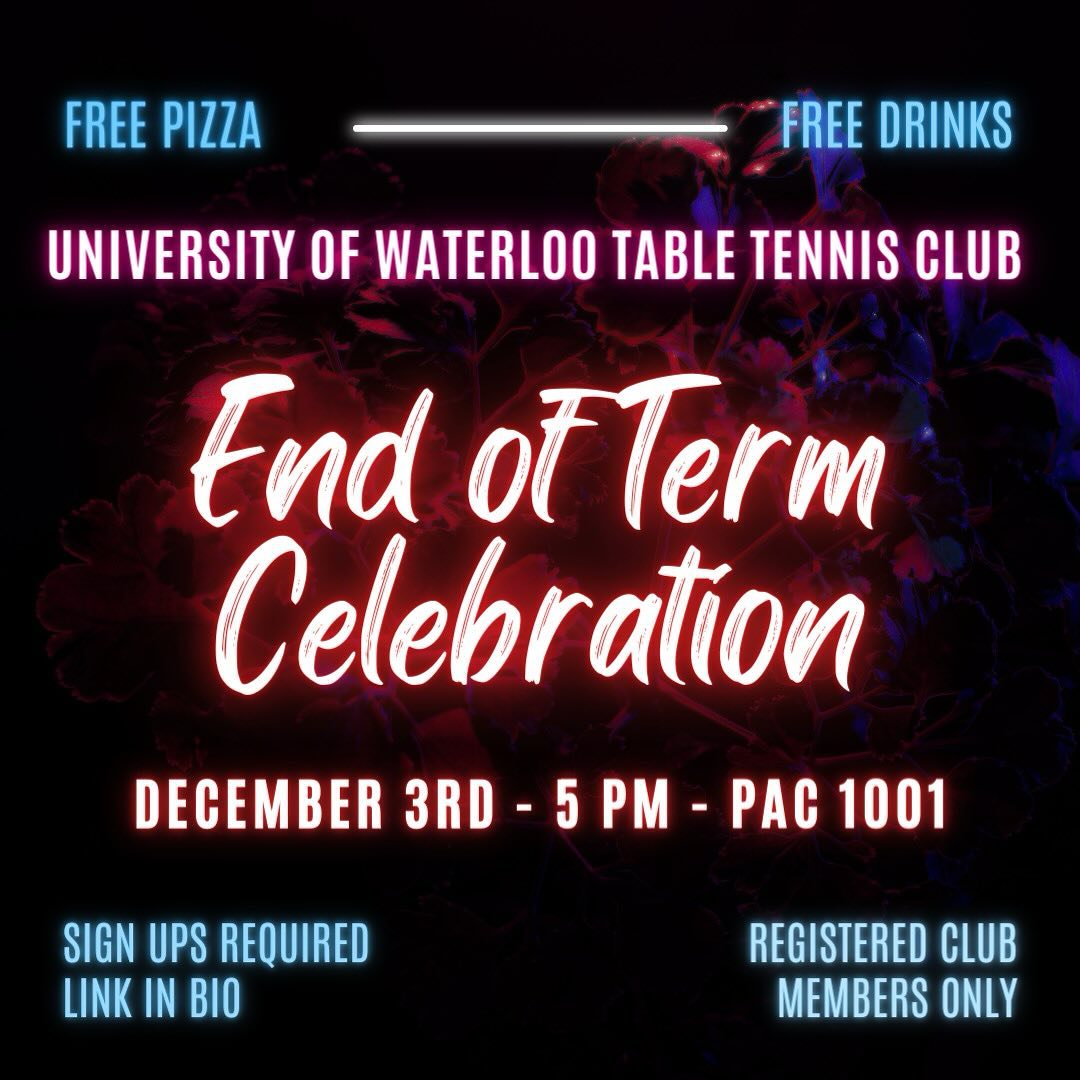 FREE PIZZA
FREE DRINKS
UNIVERSITY OF WATERLOO TABLE TENNIS CLUB
End of Term
Celebration
DECEMBER 3RD - 5 PM - PAC 1001
SIGN UPS REQUIRED
LINK IN BIO
REGISTERED CLUB
MEMBERS ONLY